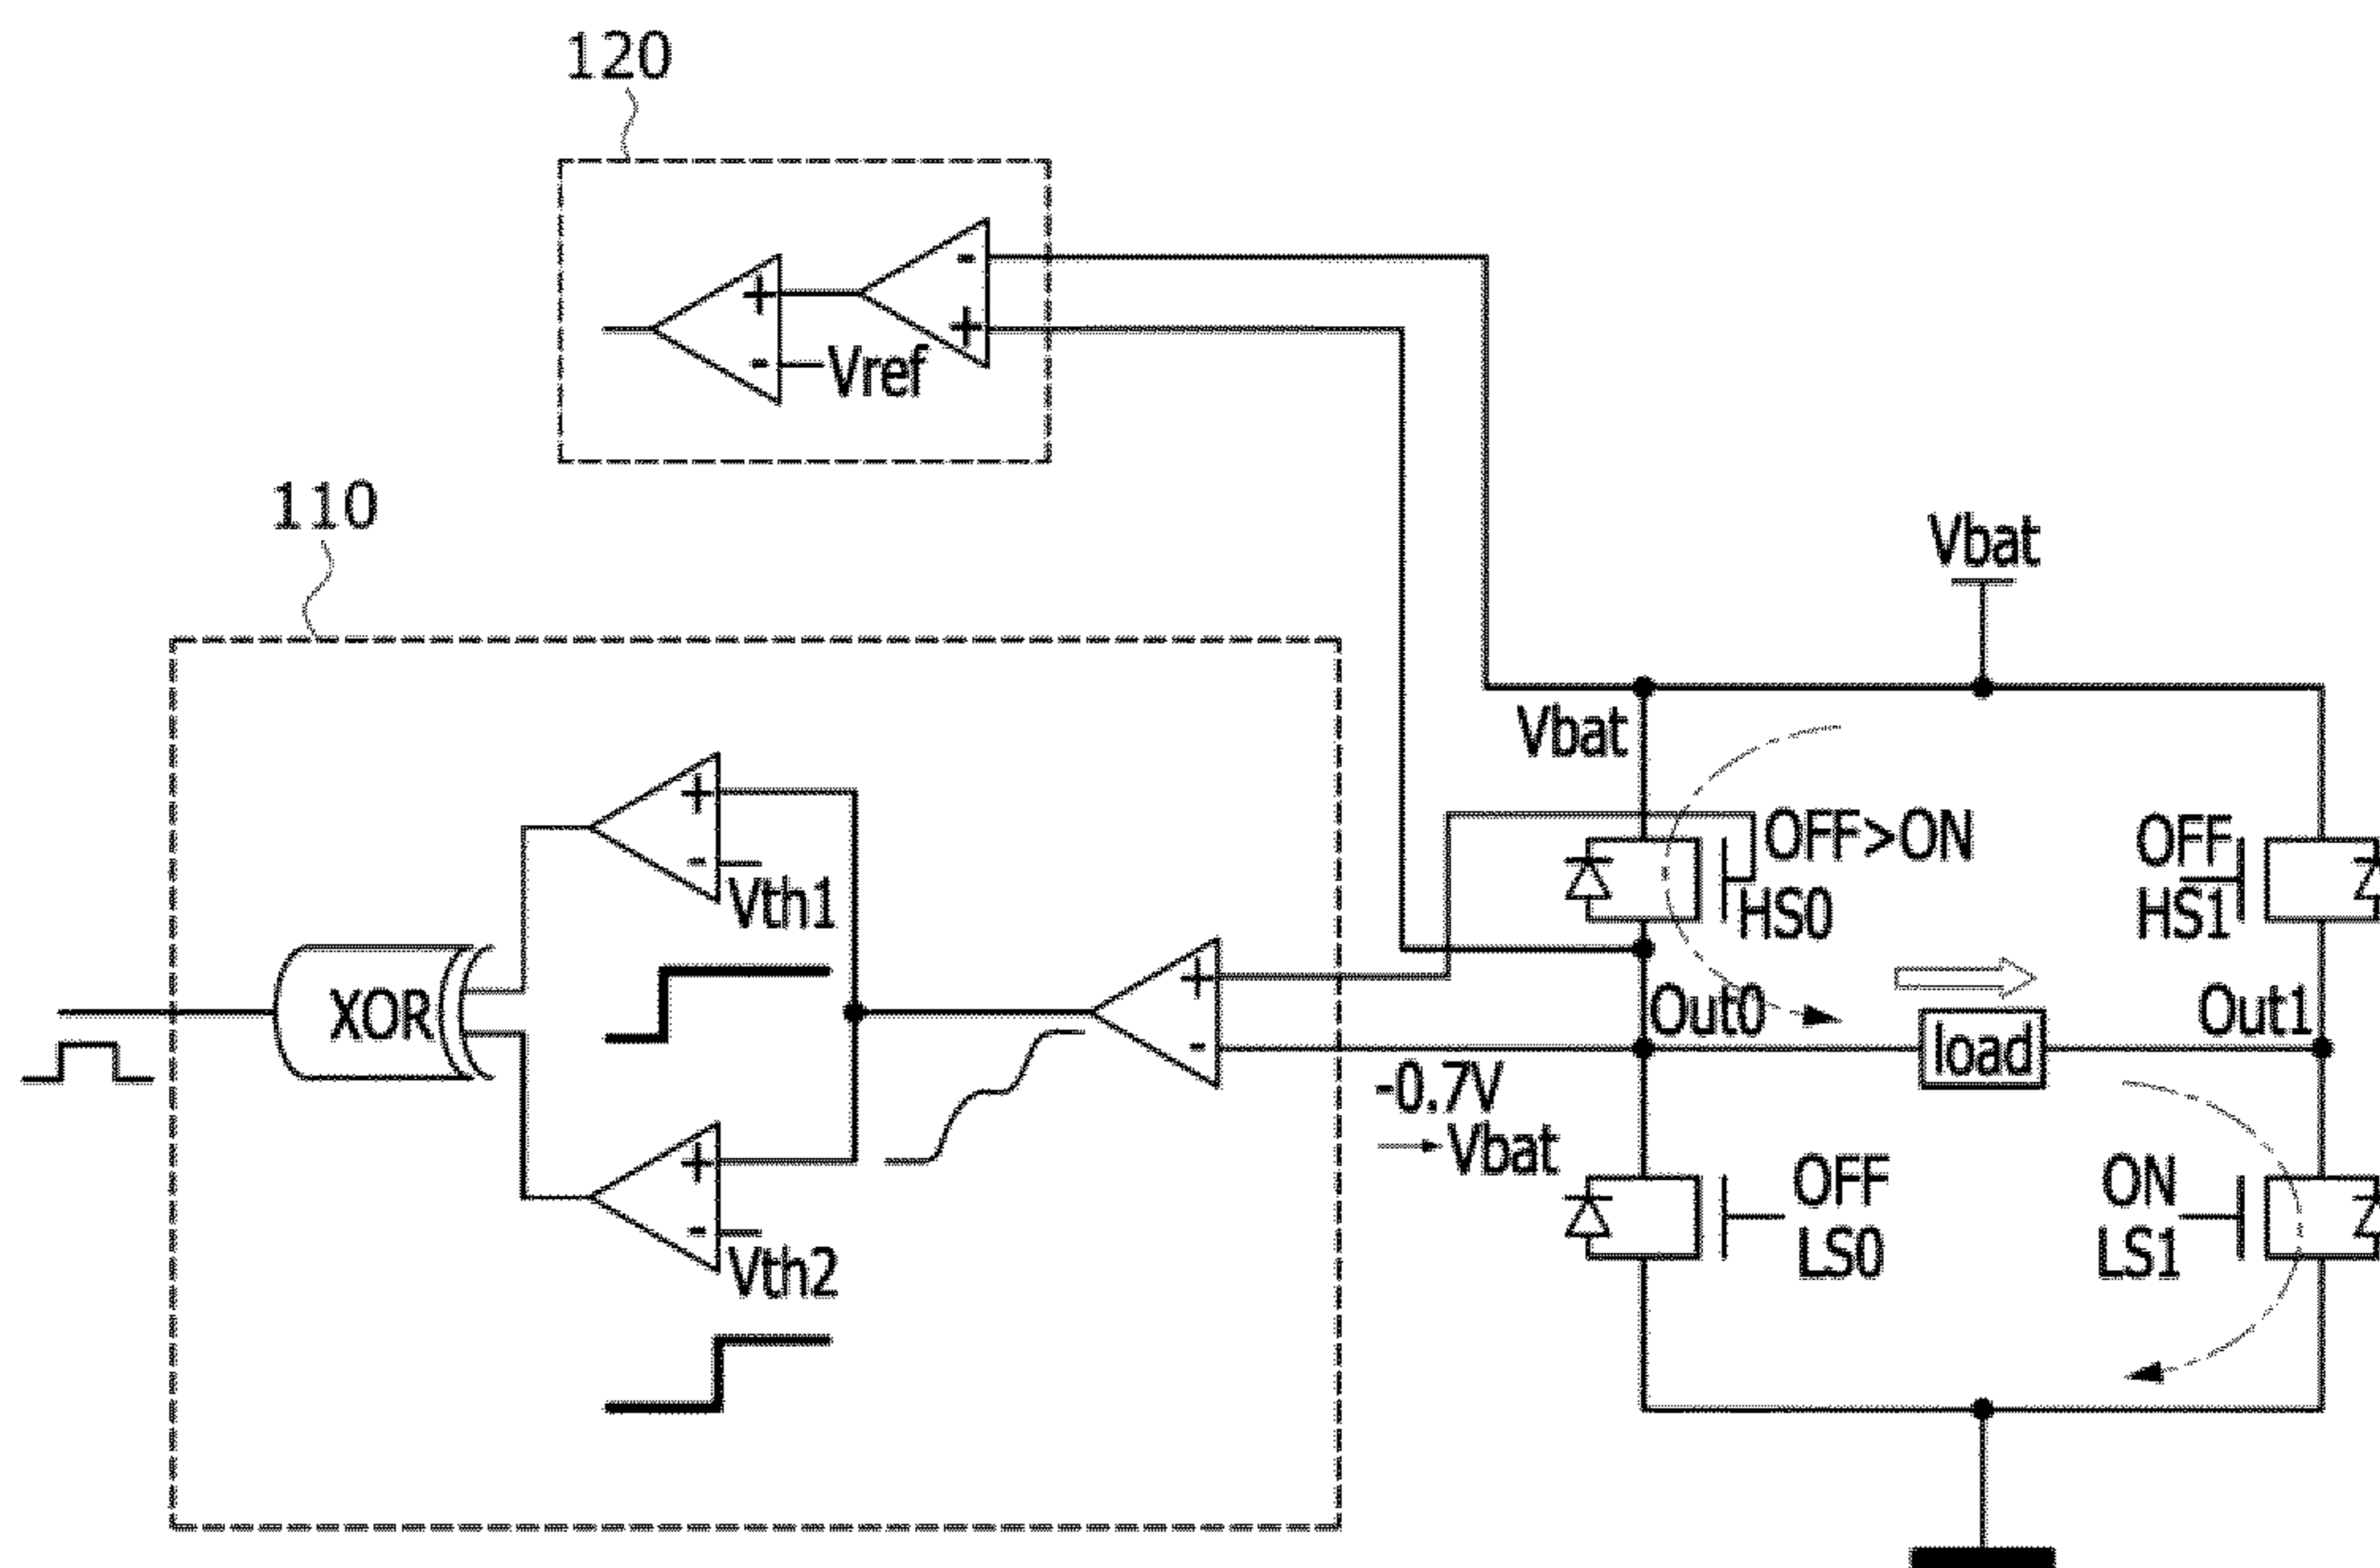 120
-
+
+
-
Vref
110
Vbat
Vbat
+
-
Vth1
OFF>ON
HS0
OFF
HS1
XOR
+
-
Out0
Out1
load
-0.7V
Vbat
+
-
Vth2
OFF
LS0
ON
LS1